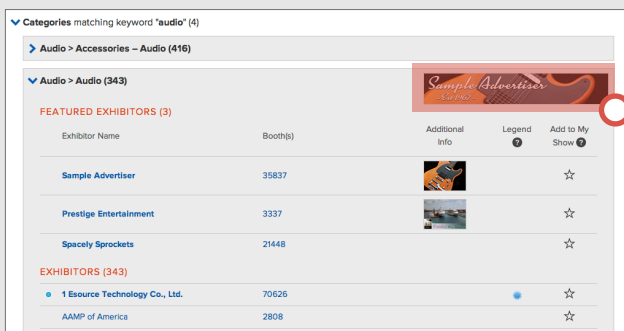 Categories matching keyword "audio" (4)
Audio > Accessories – Audio (416)
Audio > Audio (343)
Sample Advertiser
FEATURED EXHIBITORS (3)
Exhibitor Name Booth(s) Additional Info Legend ? Add to My Show ?
Sample Advertiser 35837
Prestige Entertainment 3337
Spacely Sprockets 21448
EXHIBITORS (343)
1 Esource Technology Co., Ltd. 70626
AAMP of America 2808